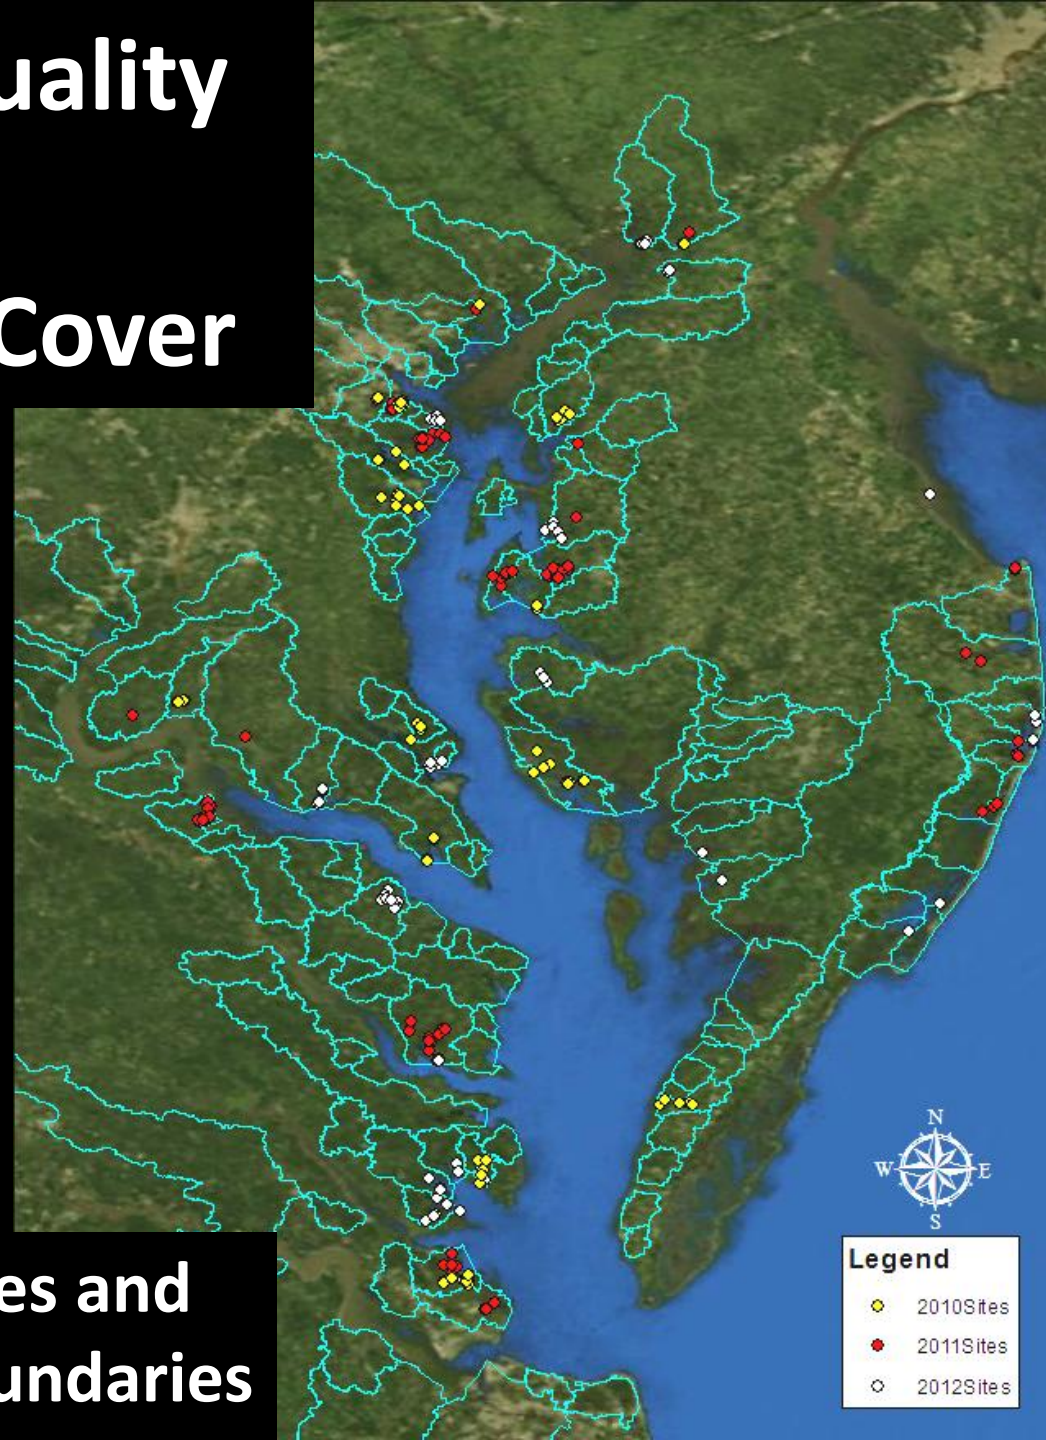 uality
Cover
N
W E
S
Legend
2010Sites
2011Sites
2012Sites
es and
undaries